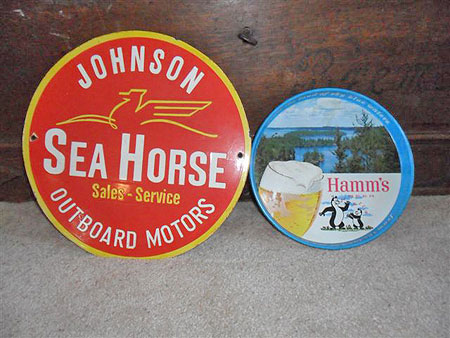 JOHNSON
SEA HORSE
Sales - Service
OUTBOARD MOTORS
Hamm's